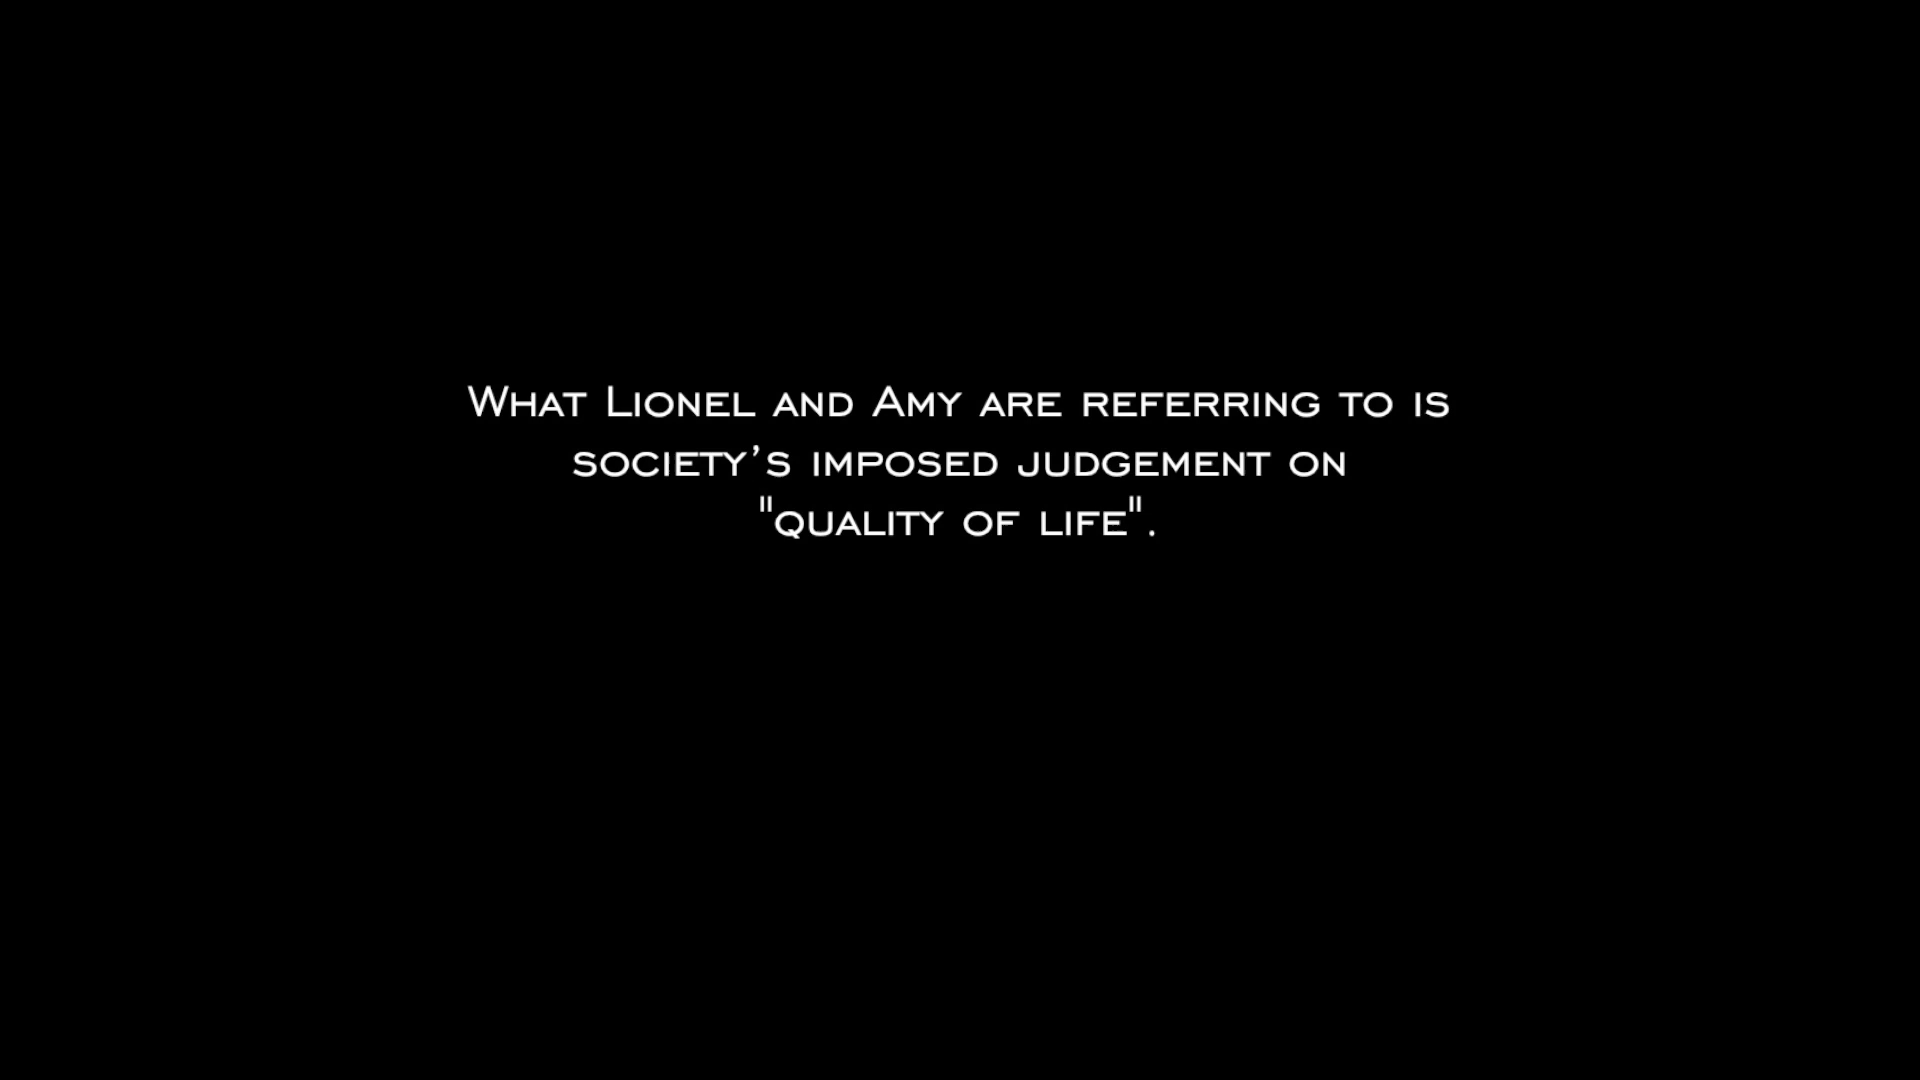 What Lionel and Amy are referring to is
society’s imposed judgement on
"quality of life".